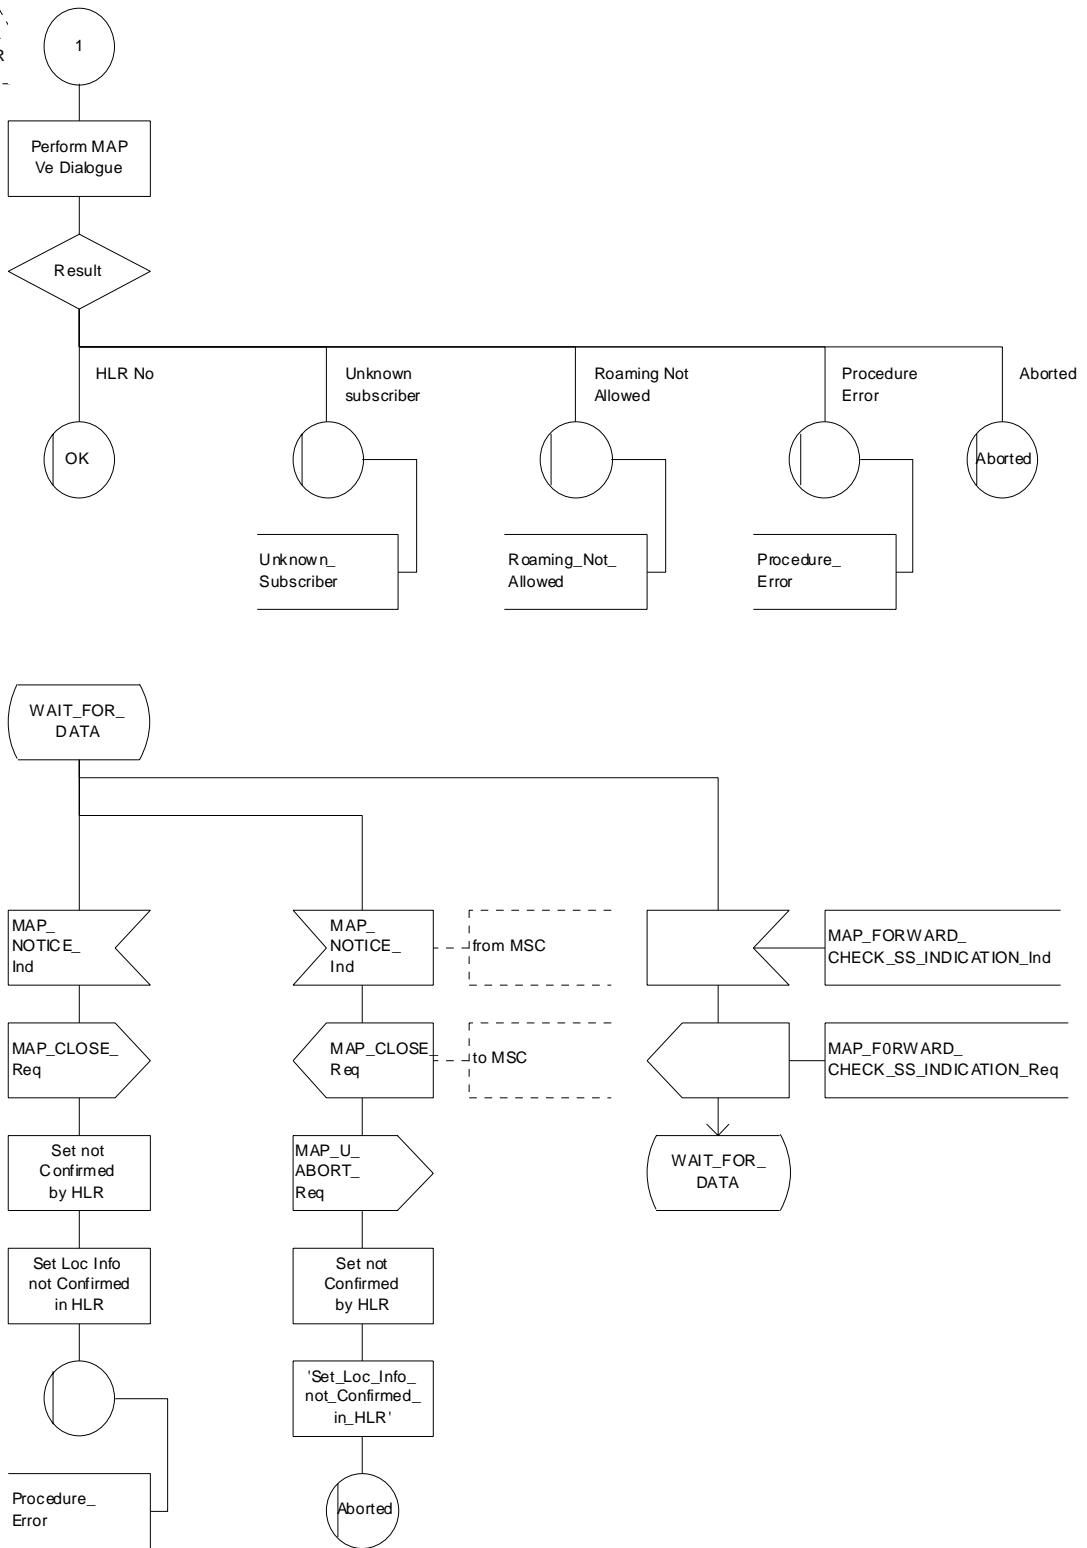 R
1
Perform MAP
Ve Dialogue
Result
HLR No
Unknown
subscriber
Roaming Not
Allowed
Procedure
Error
Aborted
OK
Aborted
Unknown_
Subscriber
Roaming_Not_
Allowed
Procedure_
Error
WAIT_FOR_
DATA
MAP_
NOTICE_
Ind
MAP_
NOTICE_
Ind
from MSC
MAP_FORWARD_
CHECK_SS_INDICATION_Ind
MAP_CLOSE_
Req
MAP_CLOSE_
Req
to MSC
MAP_F0RWARD_
CHECK_SS_INDICATION_Req
Set not
Confirmed
by HLR
MAP_U_
ABORT_
Req
WAIT_FOR_
DATA
Set Loc Info
not Confirmed
in HLR
Set not
Confirmed
by HLR
'Set_Loc_Info_
not_Confirmed_
in_HLR'
Procedure_
Error
Aborted